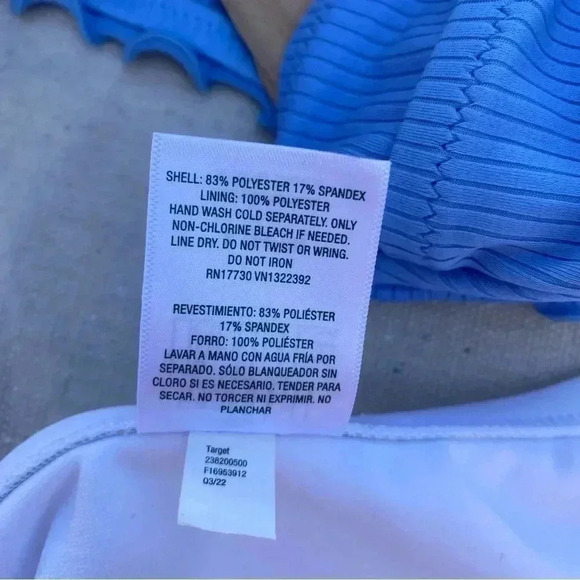 SHELL: 83% POLYESTER 17% SPANDEX
LINING: 100% POLYESTER
HAND WASH COLD SEPARATELY. ONLY
NON-CHLORINE BLEACH IF NEEDED.
LINE DRY. DO NOT TWIST OR WRING.
DO NOT IRON
RN17730 VN1322392
REVESTIMIENTO: 83% POLIÉSTER
17% SPANDEX
FORRO: 100% POLIÉSTER
LAVAR A MANO CON AGUA FRÍA POR
SEPARADO. SÓLO BLANQUEADOR SIN
CLORO SI ES NECESARIO. TENDER PARA
SECAR. NO TORCER NI EXPRIMIR. NO
PLANCHAR
Target
238200500
F16953912
03/22